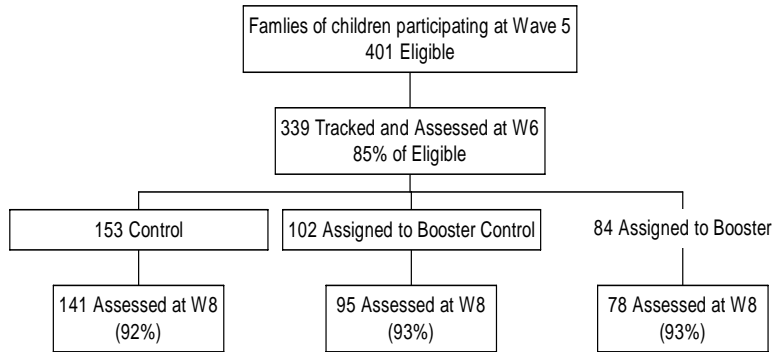 Famlies of children participating at Wave 5
401 Eligible
339 Tracked and Assessed at W6
85% of Eligible
153 Control
102 Assigned to Booster Control
84 Assigned to Booster
141 Assessed at W8
(92%)
95 Assessed at W8
(93%)
78 Assessed at W8
(93%)